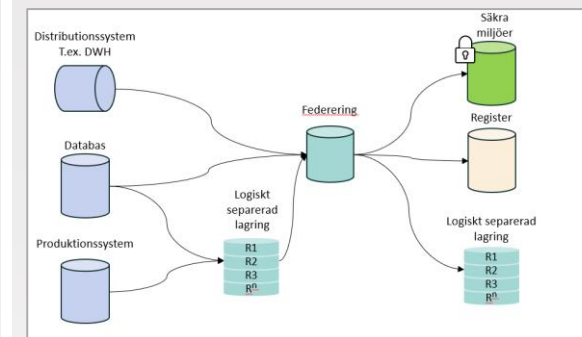 Distributionssystem
T.ex. DWH
Databas
Produktionssystem
Logiskt
separerad
lagring
R1
R2
R3
Rⁿ
Federering
Säkra
miljöer
Register
Logiskt separerad
lagring
R1
R2
R3
Rⁿ